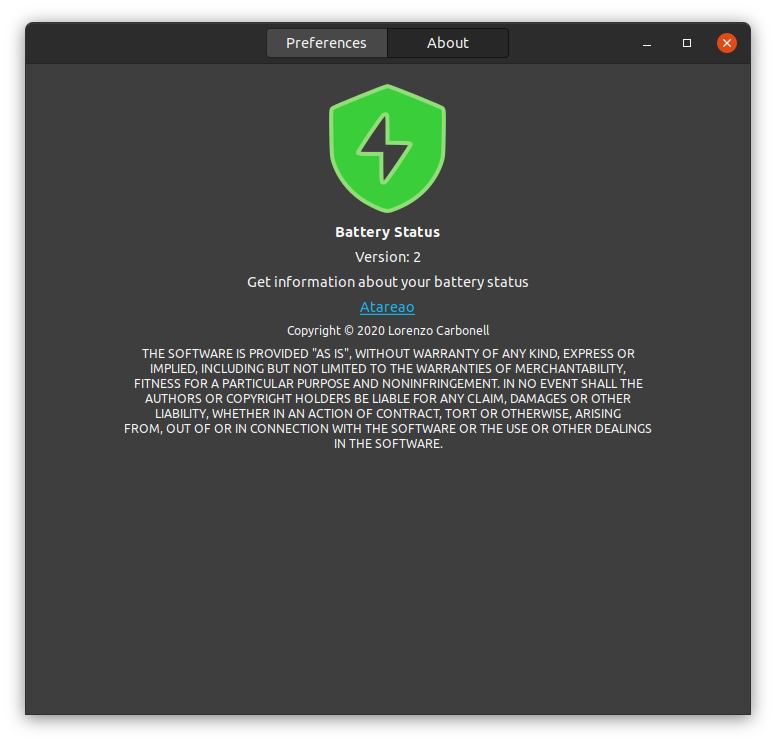 Preferences
About
Battery Status
Version: 2
Get information about your battery status
Atareao
Copyright © 2020 Lorenzo Carbonell
THE SOFTWARE IS PROVIDED "AS IS", WITHOUT WARRANTY OF ANY KIND, EXPRESS OR
IMPLIED, INCLUDING BUT NOT LIMITED TO THE WARRANTIES OF MERCHANTABILITY,
FITNESS FOR A PARTICULAR PURPOSE AND NONINFRINGEMENT. IN NO EVENT SHALL THE
AUTHORS OR COPYRIGHT HOLDERS BE LIABLE FOR ANY CLAIM, DAMAGES OR OTHER
LIABILITY, WHETHER IN AN ACTION OF CONTRACT, TORT OR OTHERWISE, ARISING
FROM, OUT OF OR IN CONNECTION WITH THE SOFTWARE OR THE USE OR OTHER DEALINGS
IN THE SOFTWARE.